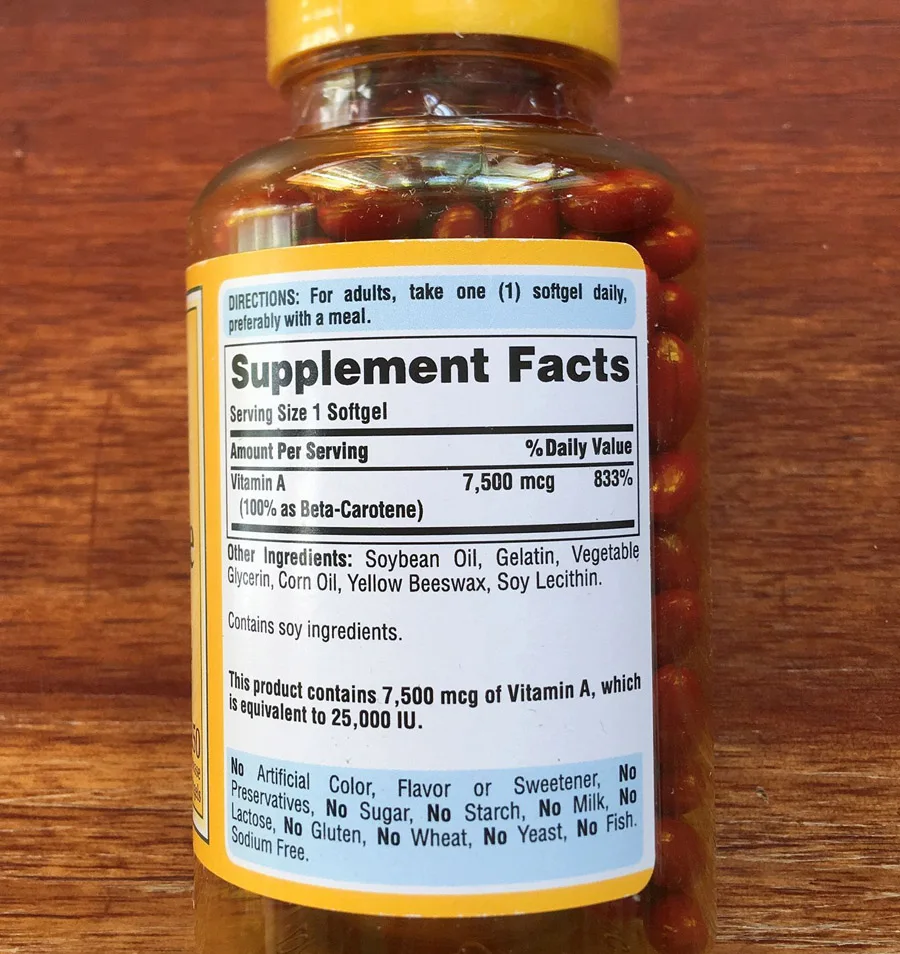 DIRECTIONS: For adults, take one (1) softgel daily,
preferably with a meal.
Supplement Facts
Serving Size 1 Softgel
Amount Per Serving %Daily Value
Vitamin A 7,500 mcg 833%
(100% as Beta-Carotene)
Other Ingredients: Soybean Oil, Gelatin, Vegetable
Glycerin, Corn Oil, Yellow Beeswax, Soy Lecithin.
Contains soy ingredients.
This product contains 7,500 mcg of Vitamin A, which
is equivalent to 25,000 IU.
No Artificial Color, Flavor or Sweetener, No
Preservatives, No Sugar, No Starch, No Milk, No
Lactose, No Gluten, No Wheat, No Yeast, No Fish.
Sodium Free.